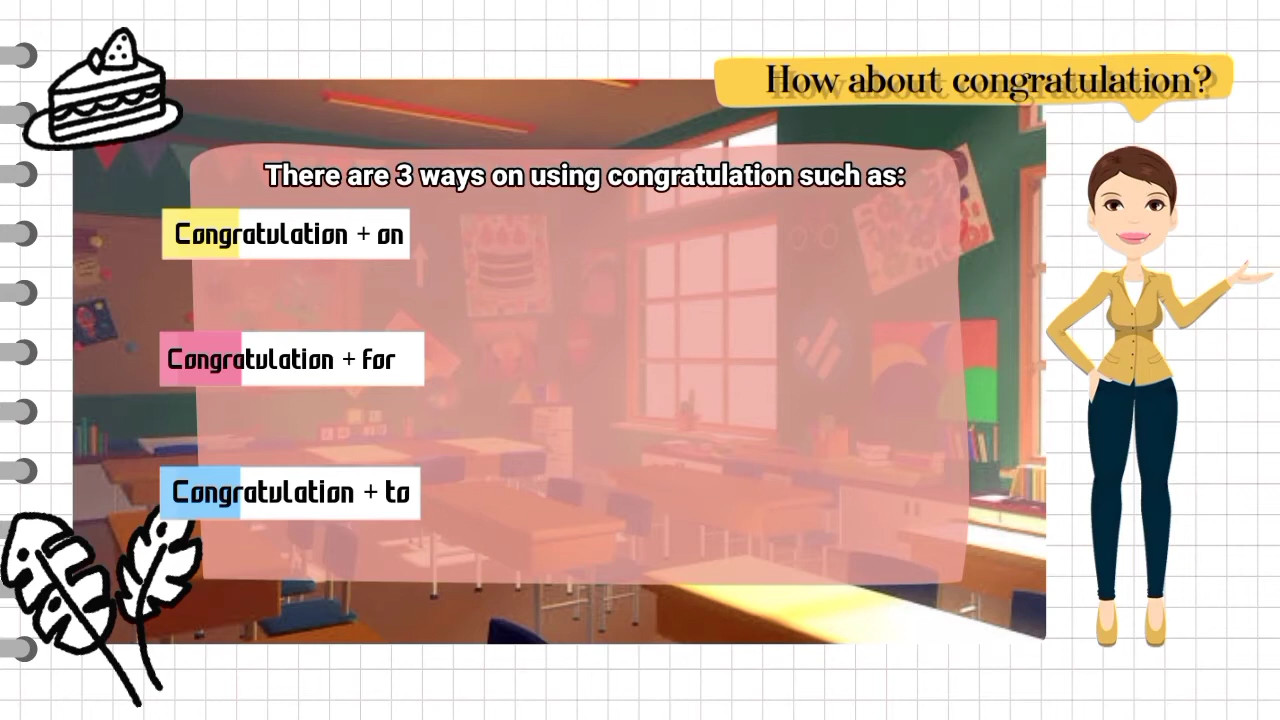 How about congratulation?
There are 3 ways on using congratulation such as:
Congratulation + on
Congratulation + for
Congratulation + to